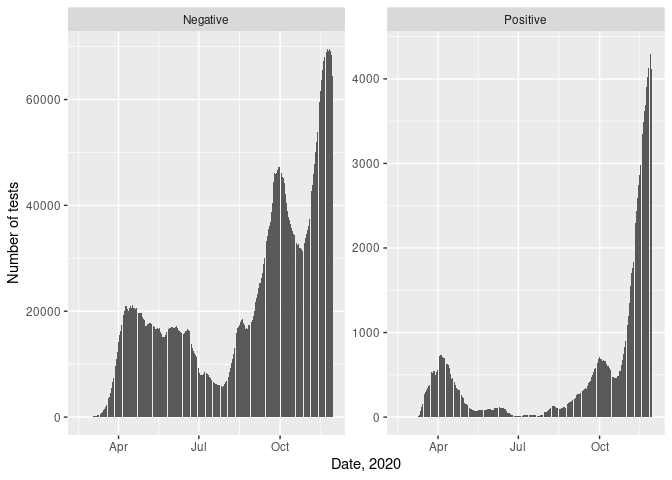 Negative
Positive
Number of tests
60000
40000
20000
0
4000
3000
2000
1000
0
Apr
Jul
Oct
Apr
Jul
Oct
Date, 2020